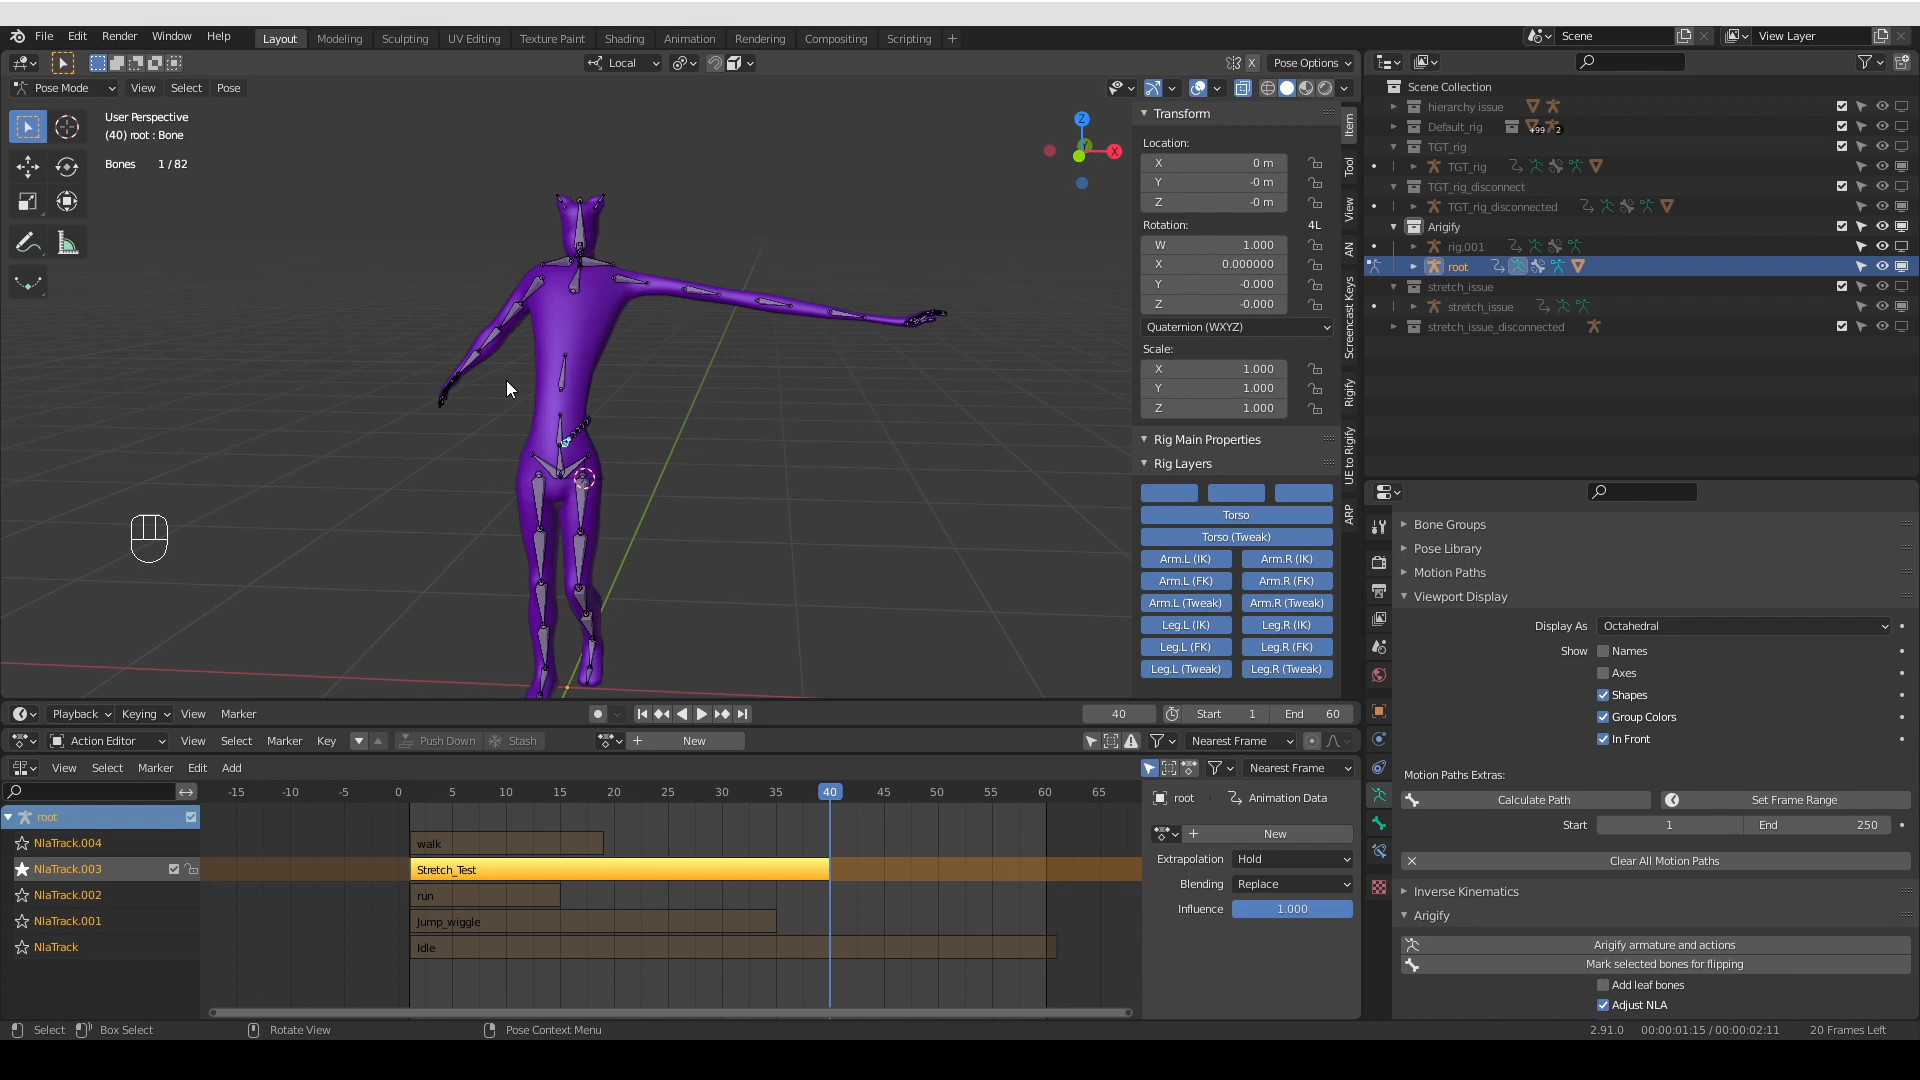 File Edit Render Window Help Layout Modeling Sculpting UV Editing Texture Paint Shading Animation Rendering Compositing Scripting + Scene View Layer
Local X Pose Options
Pose Mode View Select Pose
User Perspective
(40) root : Bone
Bones 1 / 82
Z
X
Transform
Location:
X 0 m
Y -0 m
Z -0 m
Rotation: 4L
W 1.000
X 0.000000
Y -0.000
Z -0.000
Quaternion (WXYZ)
Scale:
X 1.000
Y 1.000
Z 1.000
Rig Main Properties
Rig Layers
Torso
Torso (Tweak)
Arm.L (IK) Arm.R (IK)
Arm.L (FK) Arm.R (FK)
Arm.L (Tweak) Arm.R (Tweak)
Leg.L (IK) Leg.R (IK)
Leg.L (FK) Leg.R (FK)
Leg.L (Tweak) Leg.R (Tweak)
Item
Tool
View
AN
Screencast Keys
Rigify
UE to Rigify
ARP
Scene Collection
hierarchy issue
Default_rig +99 2
TGT_rig
TGT_rig
TGT_rig_disconnect
TGT_rig_disconnected
Arigify
rig.001
root
stretch_issue
stretch_issue
stretch_issue_disconnected
Bone Groups
Pose Library
Motion Paths
Viewport Display
Display As Octahedral
Show Names
Axes
Shapes
Group Colors
In Front
Motion Paths Extras:
Calculate Path Set Frame Range
Start 1 End 250
Clear All Motion Paths
Inverse Kinematics
Arigify
Arigify armature and actions
Mark selected bones for flipping
Add leaf bones
Adjust NLA
Playback Keying View Marker 40 Start 1 End 60
Action Editor View Select Marker Key Push Down Stash + New Nearest Frame
View Select Marker Edit Add Nearest Frame
-15 -10 -5 0 5 10 15 20 25 30 35 40 45 50 55 60 65
root
NlaTrack.004 walk
NlaTrack.003 Stretch_Test
NlaTrack.002 run
NlaTrack.001 Jump_wiggle
NlaTrack Idle
root Animation Data
+ New
Extrapolation Hold
Blending Replace
Influence 1.000
Select Box Select Rotate View Pose Context Menu 2.91.0 00:00:01:15 / 00:00:02:11 20 Frames Left